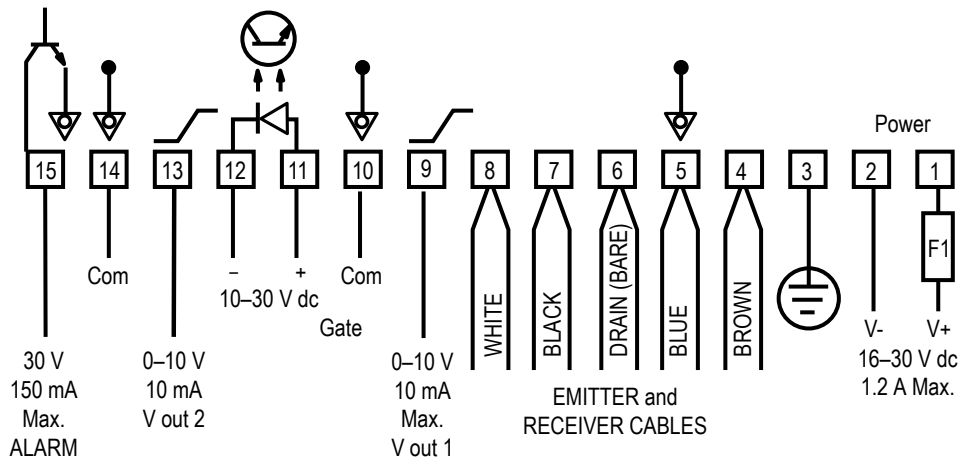 Power
15 14 13 12 11 10 9 8 7 6 5 4 3 2 1
F1
Com
– +
10–30 V dc
Com
Gate
WHITE
BLACK
DRAIN (BARE)
BLUE
BROWN
V- V+
16–30 V dc
1.2 A Max.
30 V
150 mA
Max.
ALARM
0–10 V
10 mA
V out 2
0–10 V
10 mA
Max.
V out 1
EMITTER and
RECEIVER CABLES